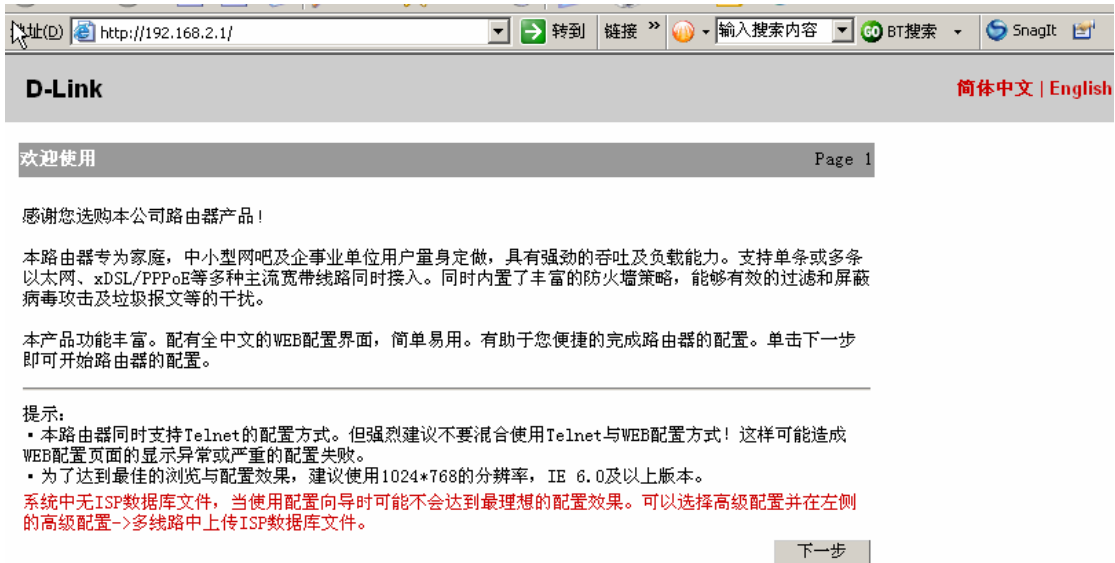 址(D) http://192.168.2.1/ 转到 链接 » 输入搜索内容 GO BT搜索 SnagIt
D-Link 简体中文 | English
欢迎使用 Page 1
感谢您选购本公司路由器产品!
本路由器专为家庭，中小型网吧及企事业单位用户量身定做，具有强劲的吞吐及负载能力。支持单条或多条
以太网、xDSL/PPPoE等多种主流宽带线路同时接入。同时内置了丰富的防火墙策略，能够有效的过滤和屏蔽
病毒攻击及垃圾报文等的干扰。
本产品功能丰富。配有全中文的WEB配置界面，简单易用。有助于您便捷的完成路由器的配置。单击下一步
即可开始路由器的配置。
提示:
▪ 本路由器同时支持Telnet的配置方式。但强烈建议不要混合使用Telnet与WEB配置方式! 这样可能造成
WEB配置页面的显示异常或严重的配置失败。
▪ 为了达到最佳的浏览与配置效果，建议使用1024*768的分辨率，IE 6.0及以上版本。
系统中无ISP数据库文件，当使用配置向导时可能不会达到最理想的配置效果。可以选择高级配置并在左侧
的高级配置->多线路中上传ISP数据库文件。
下一步